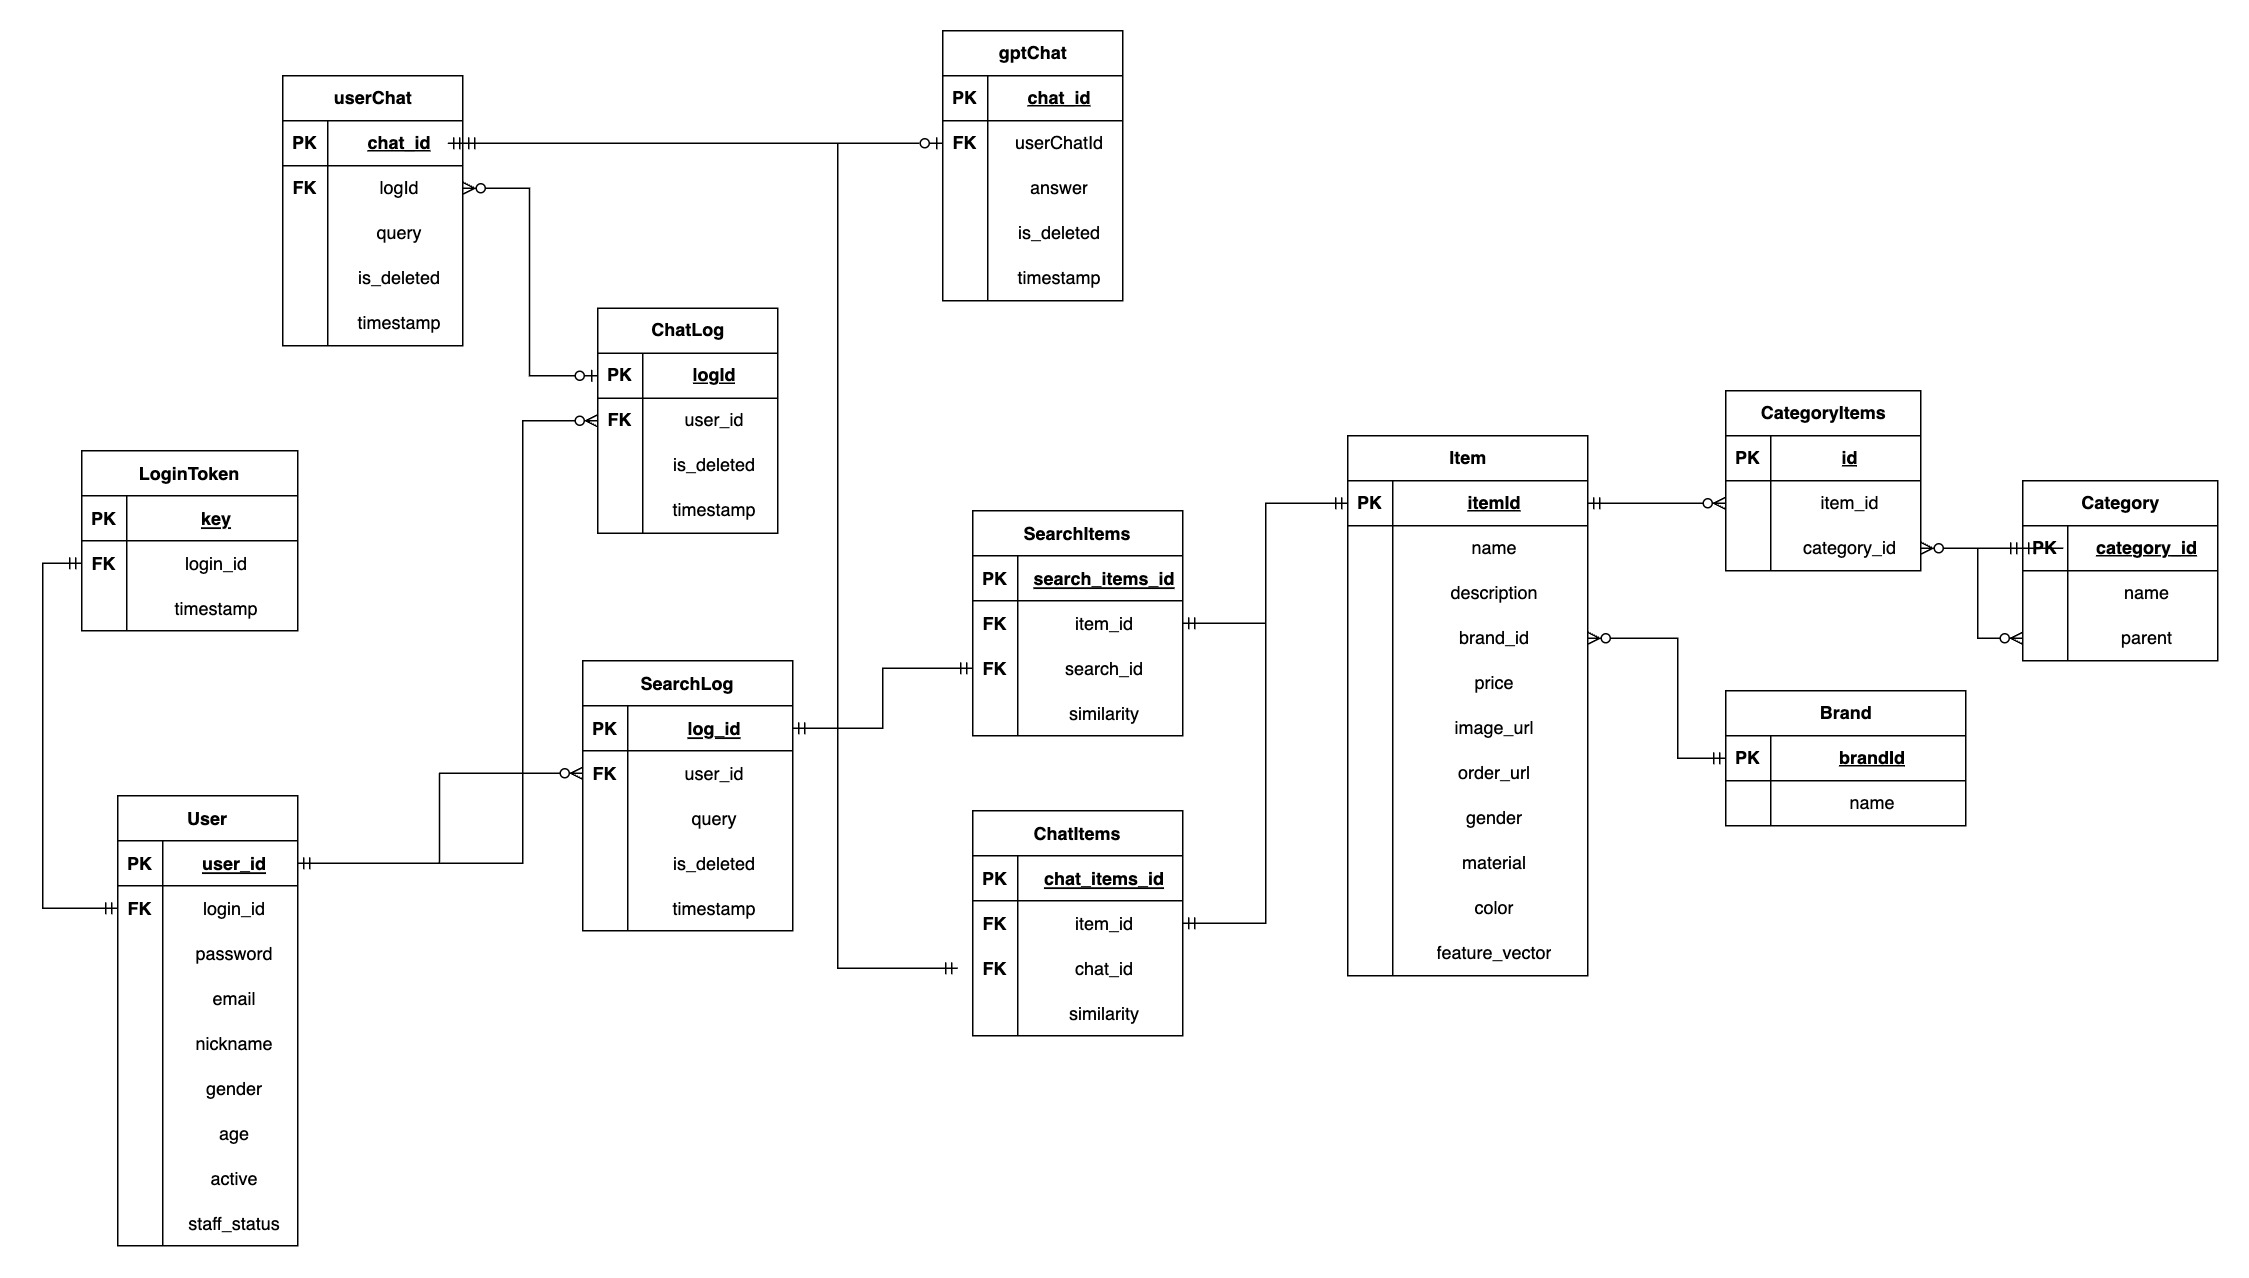 gptChat
PK chat_id
FK userChatId
answer
is_deleted
timestamp
userChat
PK chat_id
FK logId
query
is_deleted
timestamp
ChatLog
PK logId
FK user_id
is_deleted
timestamp
LoginToken
PK key
FK login_id
timestamp
User
PK user_id
FK login_id
password
email
nickname
gender
age
active
staff_status
SearchLog
PK log_id
FK user_id
query
is_deleted
timestamp
SearchItems
PK search_items_id
FK item_id
FK search_id
similarity
ChatItems
PK chat_items_id
FK item_id
FK chat_id
similarity
Item
PK itemId
name
description
brand_id
price
image_url
order_url
gender
material
color
feature_vector
CategoryItems
PK id
item_id
category_id
Category
PK category_id
name
parent
Brand
PK brandId
name